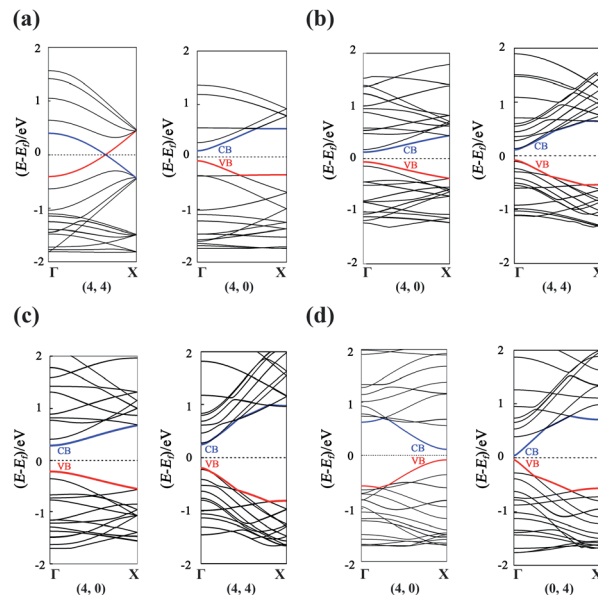 (a)
2
1
0
-1
-2
(E-Ef)/eV
CB
VB
Γ X
(4, 4)
2
1
0
-1
-2
(E-Ef)/eV
CB
VB
Γ X
(4, 0)
(b)
2
1
0
-1
-2
(E-Ef)/eV
CB
VB
Γ X
(4, 0)
2
1
0
-1
-2
(E-Ef)/eV
CB
VB
Γ X
(4, 4)
(c)
2
1
0
-1
-2
(E-Ef)/eV
CB
VB
Γ X
(4, 0)
2
1
0
-1
-2
(E-Ef)/eV
CB
VB
Γ X
(4, 4)
(d)
2
1
0
-1
-2
(E-Ef)/eV
CB
VB
Γ X
(4, 0)
2
1
0
-1
-2
(E-Ef)/eV
CB
VB
Γ X
(0, 4)